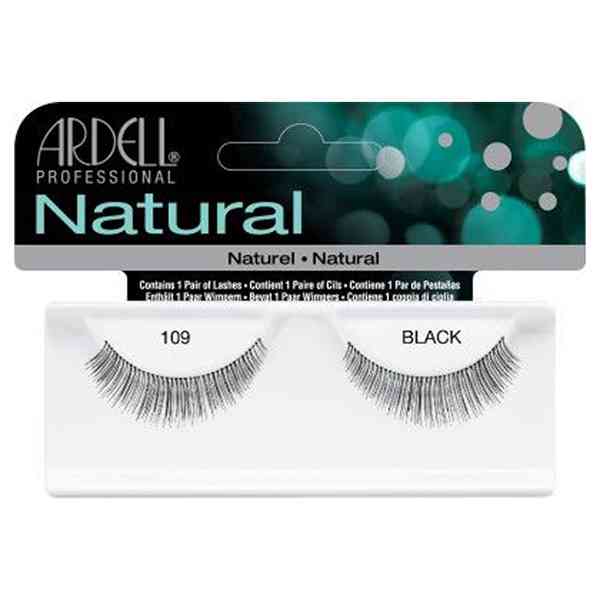 ARDELL®
PROFESSIONAL
Natural
Naturel • Natural
Contains 1 Pair of Lashes • Contient 1 Paire de Cils • Contiene 1 Par de Pestañas
Enthält 1 Paar Wimpern • Bevat 1 Paar Wimpers • Contiene 1 coppia di ciglia
109
BLACK